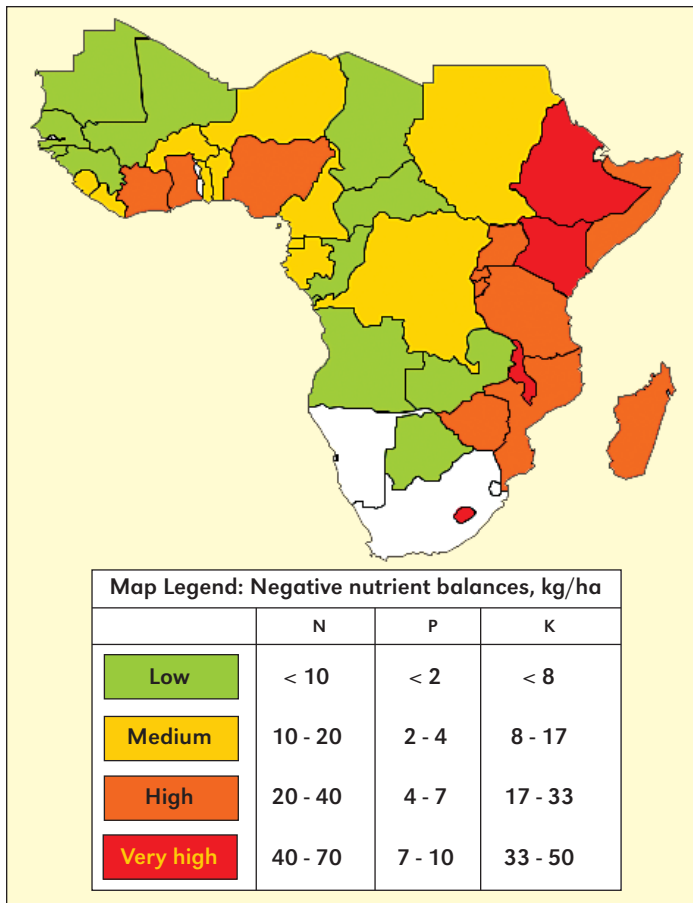 Map Legend: Negative nutrient balances, kg/ha
N P K
Low < 10 < 2 < 8
Medium 10 - 20 2 - 4 8 - 17
High 20 - 40 4 - 7 17 - 33
Very high 40 - 70 7 - 10 33 - 50